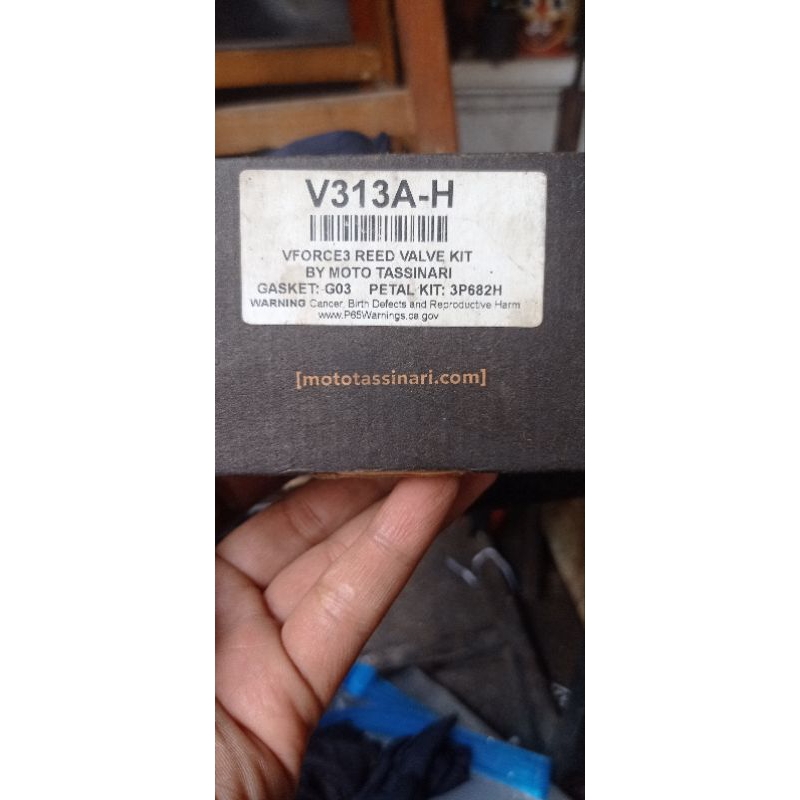 V313A-H
VFORCE3 REED VALVE KIT
BY MOTO TASSINARI
GASKET: G03 PETAL KIT: 3P682H
WARNING Cancer, Birth Defects and Reproductive Harm
www.P65Warnings.ca.gov
[mototassinari.com]